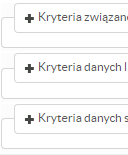 Kryteria związan
Kryteria danych l
Kryteria danych s